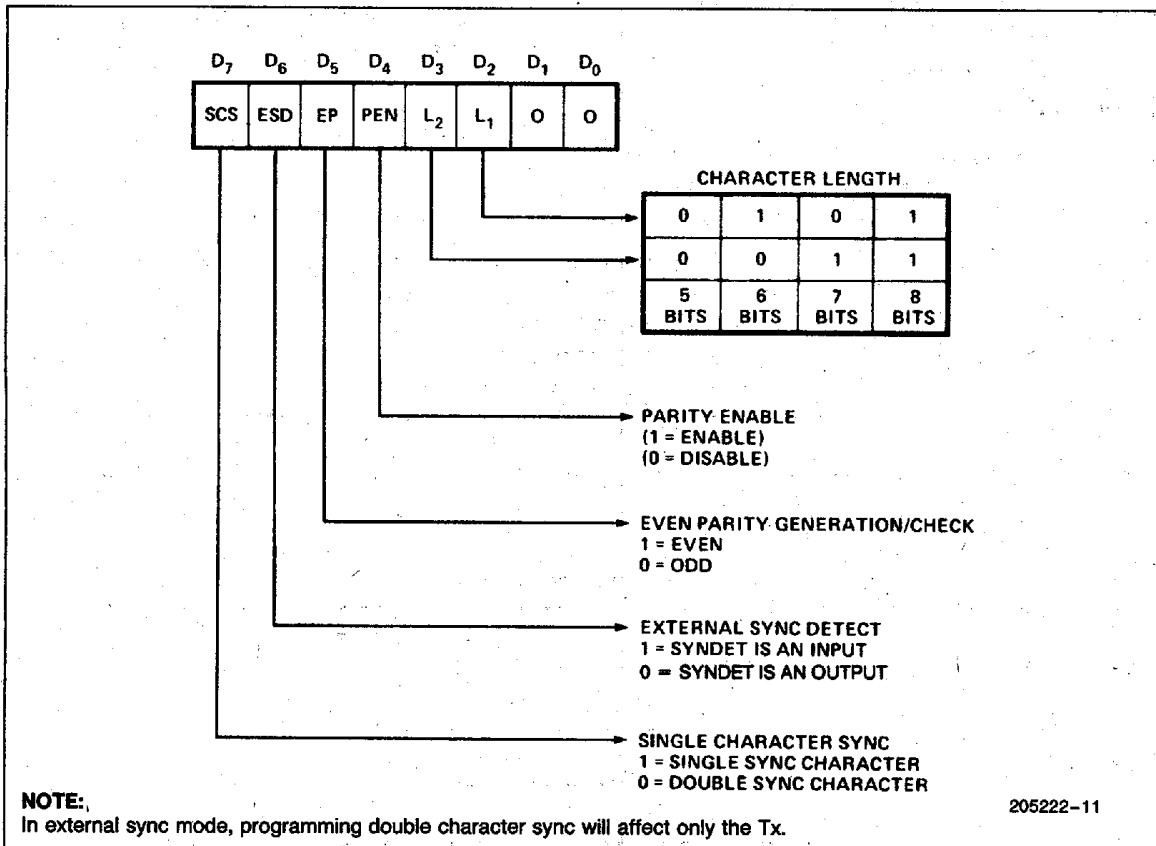 D7 D6 D5 D4 D3 D2 D1 D0
SCS ESD EP PEN L2 L1 O O
CHARACTER LENGTH
0 1 0 1
0 0 1 1
5 BITS 6 BITS 7 BITS 8 BITS
PARITY ENABLE
(1 = ENABLE)
(0 = DISABLE)
EVEN PARITY GENERATION/CHECK
1 = EVEN
0 = ODD
EXTERNAL SYNC DETECT
1 = SYNDET IS AN INPUT
0 = SYNDET IS AN OUTPUT
SINGLE CHARACTER SYNC
1 = SINGLE SYNC CHARACTER
0 = DOUBLE SYNC CHARACTER
NOTE:
205222-11
In external sync mode, programming double character sync will affect only the Tx.